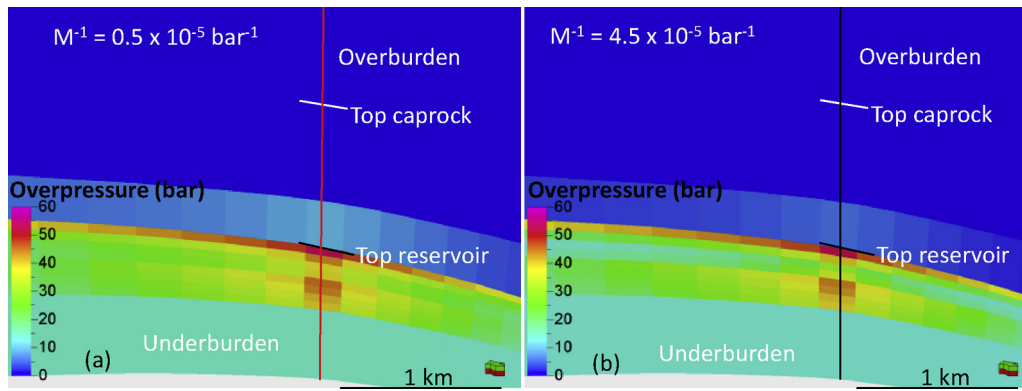 M⁻¹ = 0.5 x 10⁻⁵ bar⁻¹
Overburden
Top caprock
Overpressure (bar)
60
50
40
30
20
10
0
Top reservoir
Underburden
(a)
1 km
M⁻¹ = 4.5 x 10⁻⁵ bar⁻¹
Overburden
Top caprock
Overpressure (bar)
60
50
40
30
20
10
0
Top reservoir
Underburden
(b)
1 km